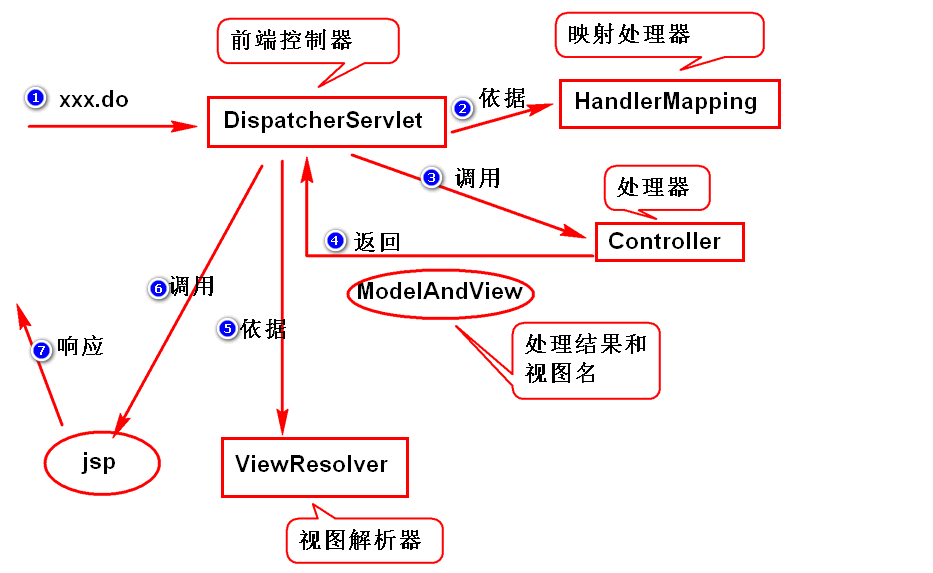 前端控制器
映射处理器
1 xxx.do
DispatcherServlet
2 依据
HandlerMapping
3 调用
处理器
4 返回
Controller
ModelAndView
6 调用
5 依据
7 响应
处理结果和
视图名
jsp
ViewResolver
视图解析器